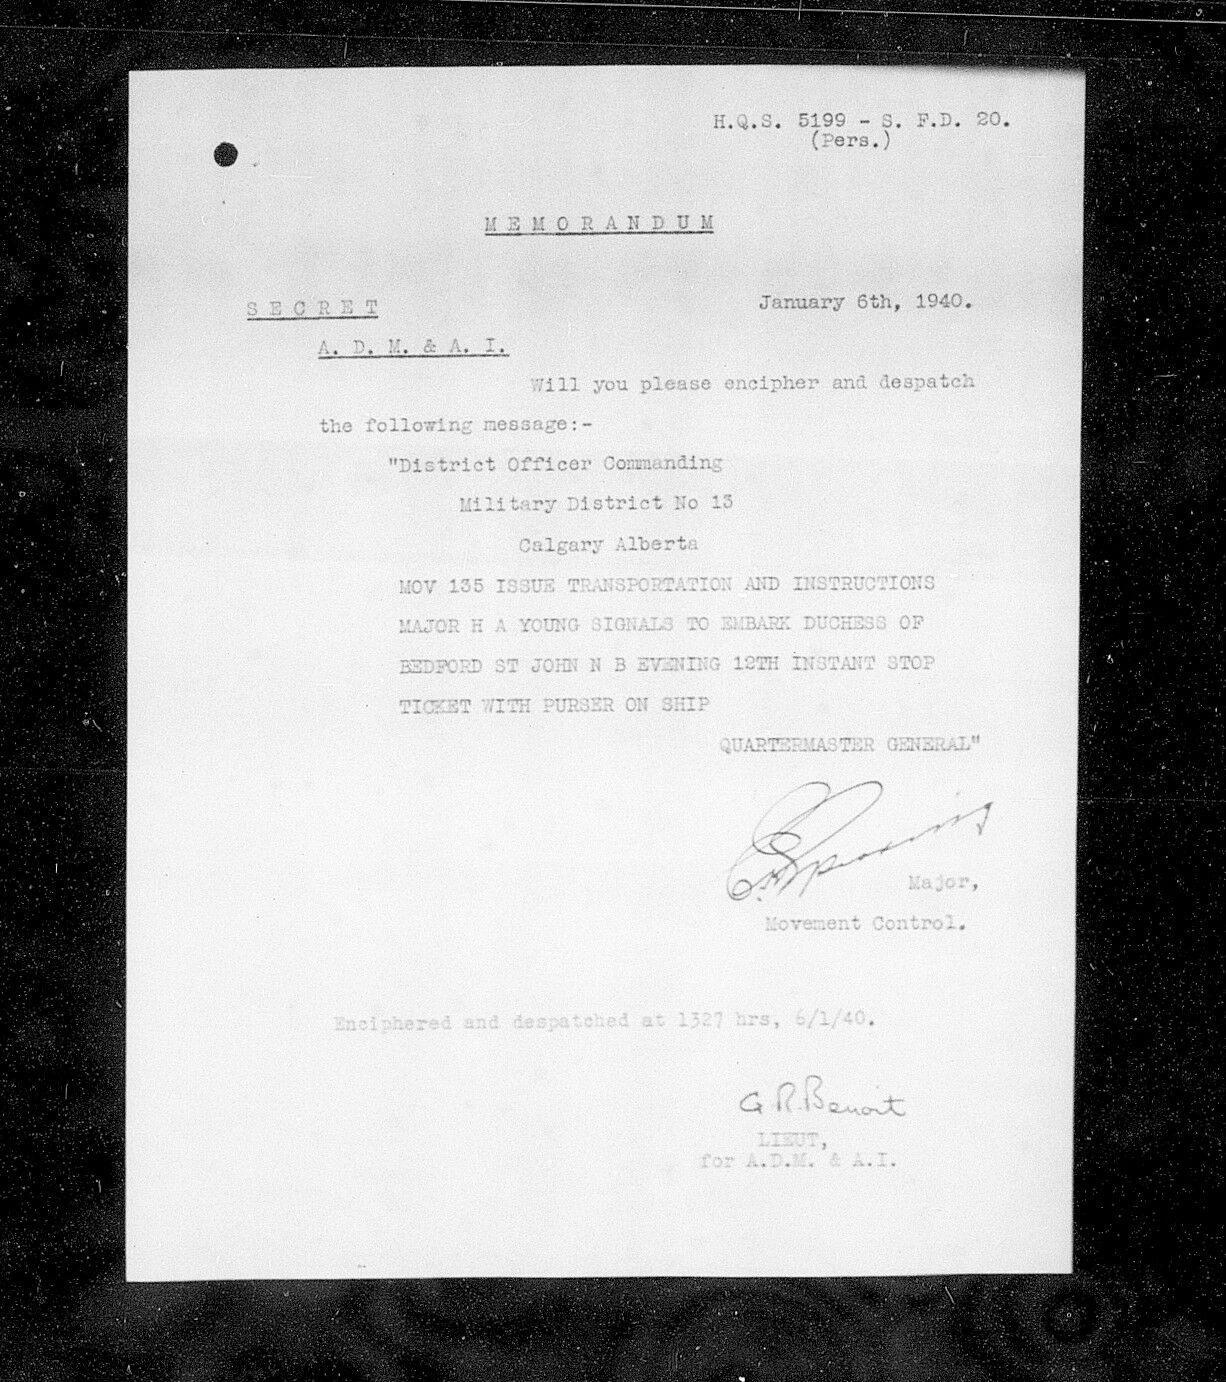 H.Q.S. 5199 - S. F.D. 20.
(Pers.)
M E M O R A N D U M
S E C R E T
January 6th, 1940.
A. D. M. & A. I.
Will you please encipher and despatch
the following message:-
"District Officer Commanding
Military District No 13
Calgary Alberta
MOV 135 ISSUE TRANSPORTATION AND INSTRUCTIONS
MAJOR H A YOUNG SIGNALS TO EMBARK DUCHESS OF
BEDFORD ST JOHN N B EVENING 12TH INSTANT STOP
TICKET WITH PURSER ON SHIP
QUARTERMASTER GENERAL"
Major,
Movement Control.
Enciphered and despatched at 1327 hrs, 6/1/40.
G R. Benoit
LIEUT,
for A.D.M. & A.I.